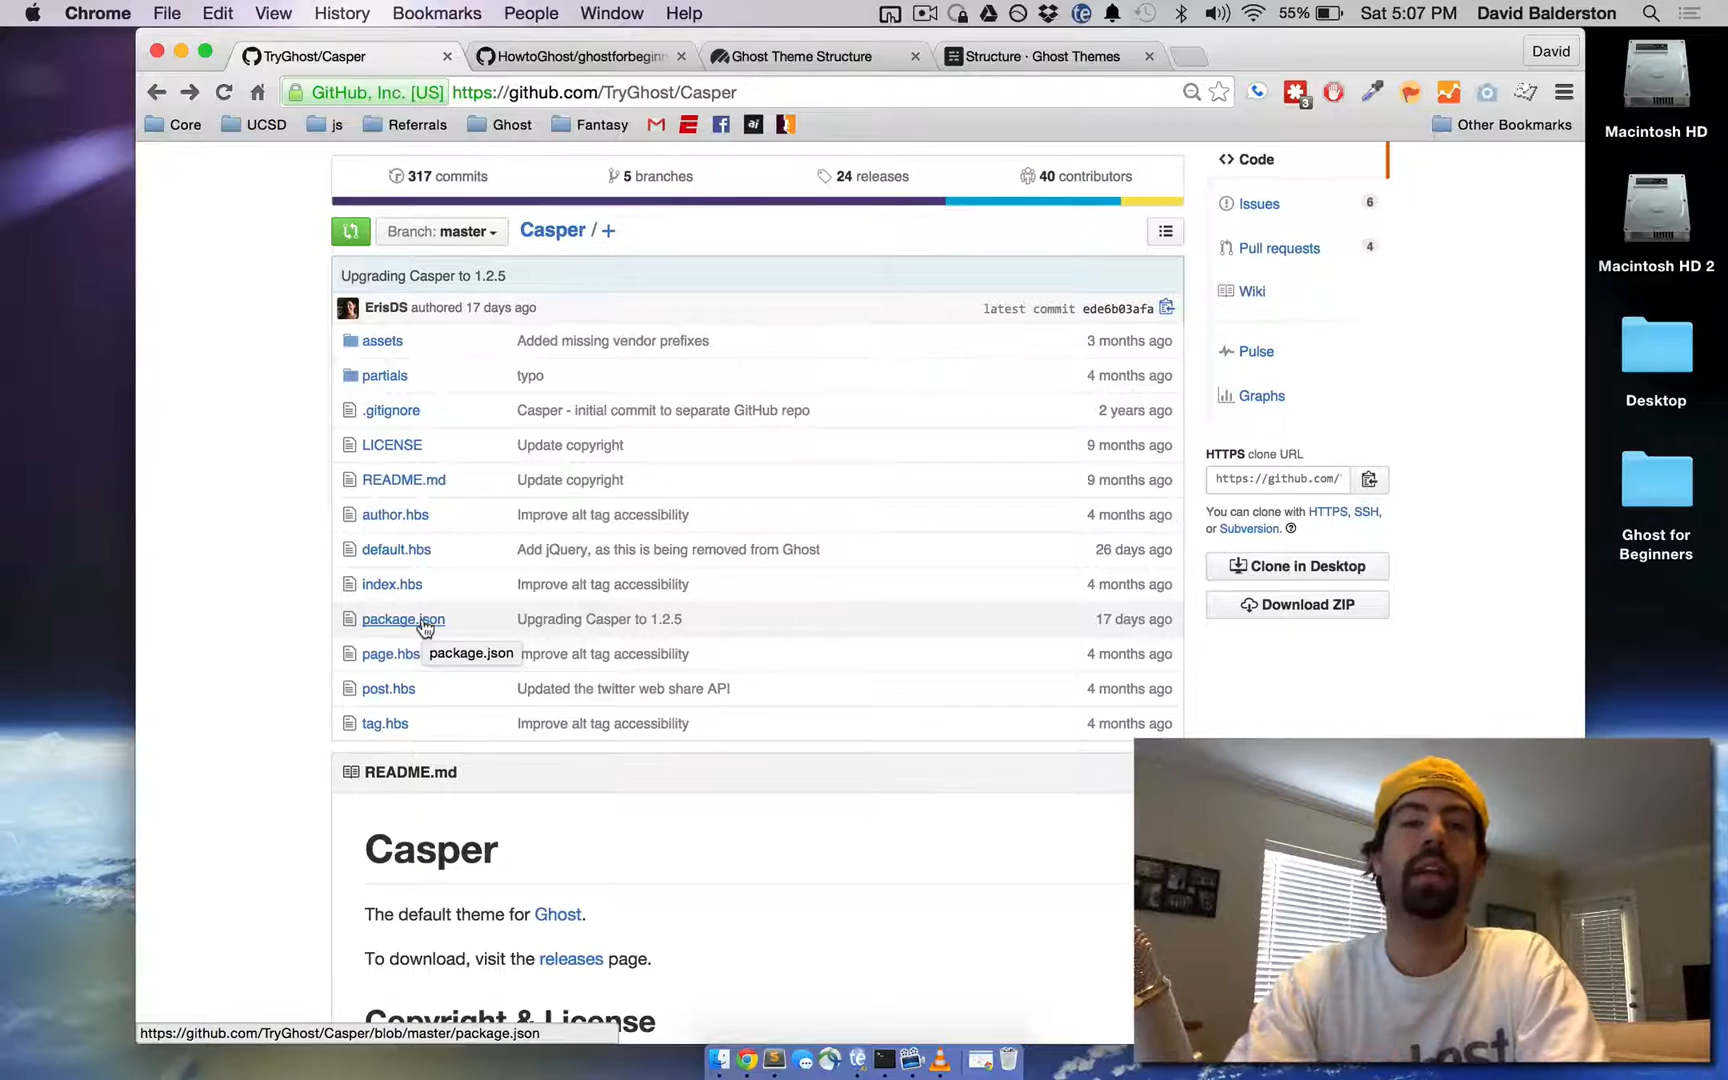 Chrome File Edit View History Bookmarks People Window Help 55% Sat 5:07 PM David Balderston
TryGhost/Casper HowtoGhost/ghostforbeginn Ghost Theme Structure Structure · Ghost Themes David
GitHub, Inc. [US] https://github.com/TryGhost/Casper 3
Core UCSD js Referrals Ghost Fantasy ai Other Bookmarks
Macintosh HD
Macintosh HD 2
Desktop
Ghost for
Beginners
317 commits 5 branches 24 releases 40 contributors
Branch: master Casper / +
Upgrading Casper to 1.2.5
ErisDS authored 17 days ago latest commit ede6b03afa
assets Added missing vendor prefixes 3 months ago
partials typo 4 months ago
.gitignore Casper - initial commit to separate GitHub repo 2 years ago
LICENSE Update copyright 9 months ago
README.md Update copyright 9 months ago
author.hbs Improve alt tag accessibility 4 months ago
default.hbs Add jQuery, as this is being removed from Ghost 26 days ago
index.hbs Improve alt tag accessibility 4 months ago
package.json Upgrading Casper to 1.2.5 17 days ago
page.hbs package.json mprove alt tag accessibility 4 months ago
post.hbs Updated the twitter web share API 4 months ago
tag.hbs Improve alt tag accessibility 4 months ago
Code
Issues 6
Pull requests 4
Wiki
Pulse
Graphs
HTTPS clone URL
https://github.com/
You can clone with HTTPS, SSH,
or Subversion.
Clone in Desktop
Download ZIP
README.md
Casper
The default theme for Ghost.
To download, visit the releases page.
Copyright & License
https://github.com/TryGhost/Casper/blob/master/package.json